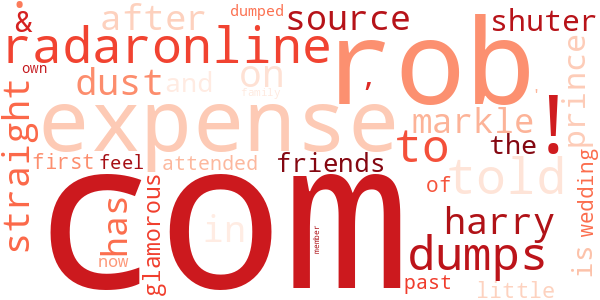 & after dumped source shuter
radaronline rob
own dust and on , prince
expense ! markle
straight first feel attended friends to the told
family '
com has glamorous in member of harry wedding is
now dumps
past little